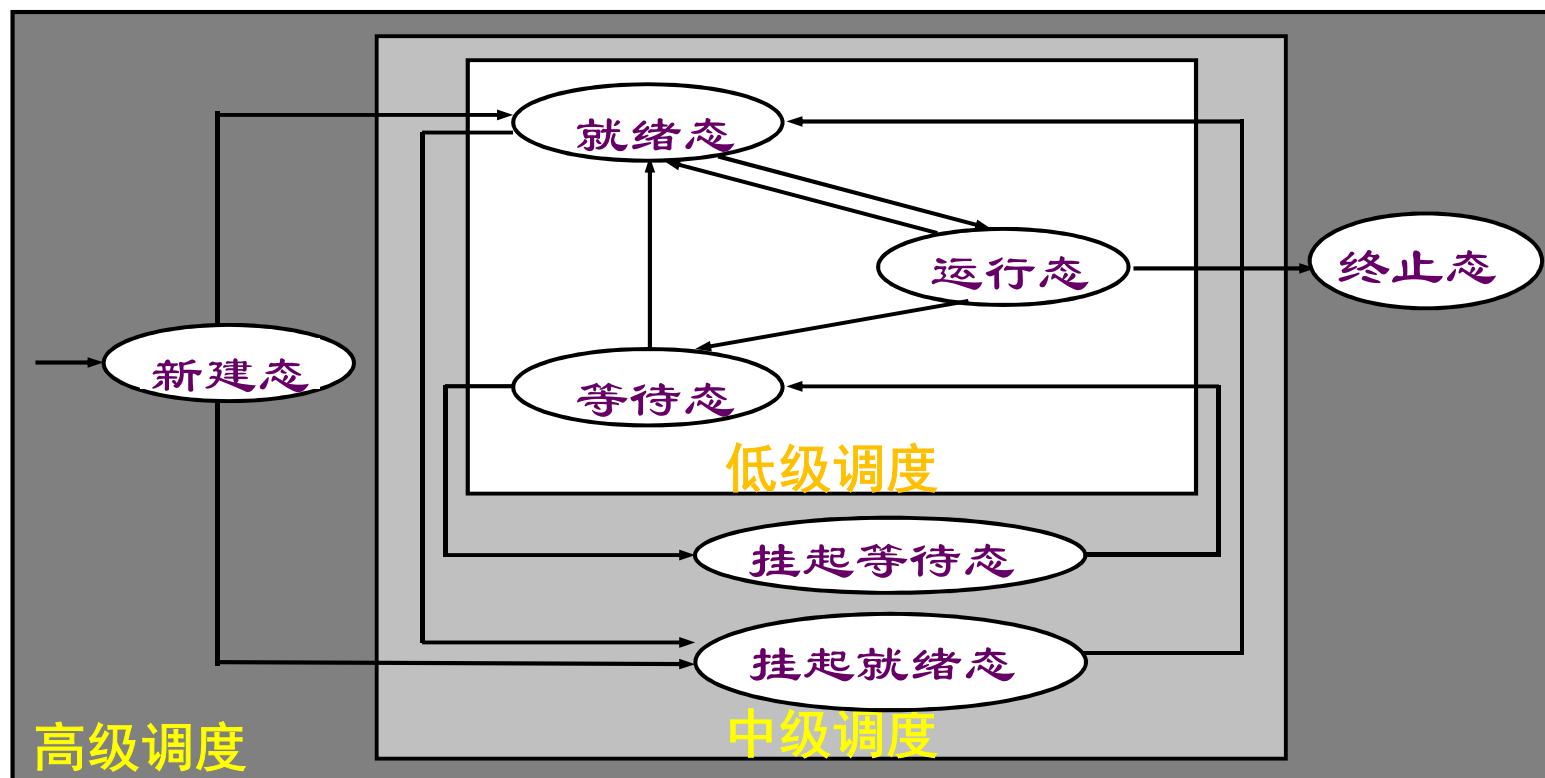 就绪态
运行态
终止态
新建态
等待态
低级调度
挂起等待态
挂起就绪态
中级调度
高级调度